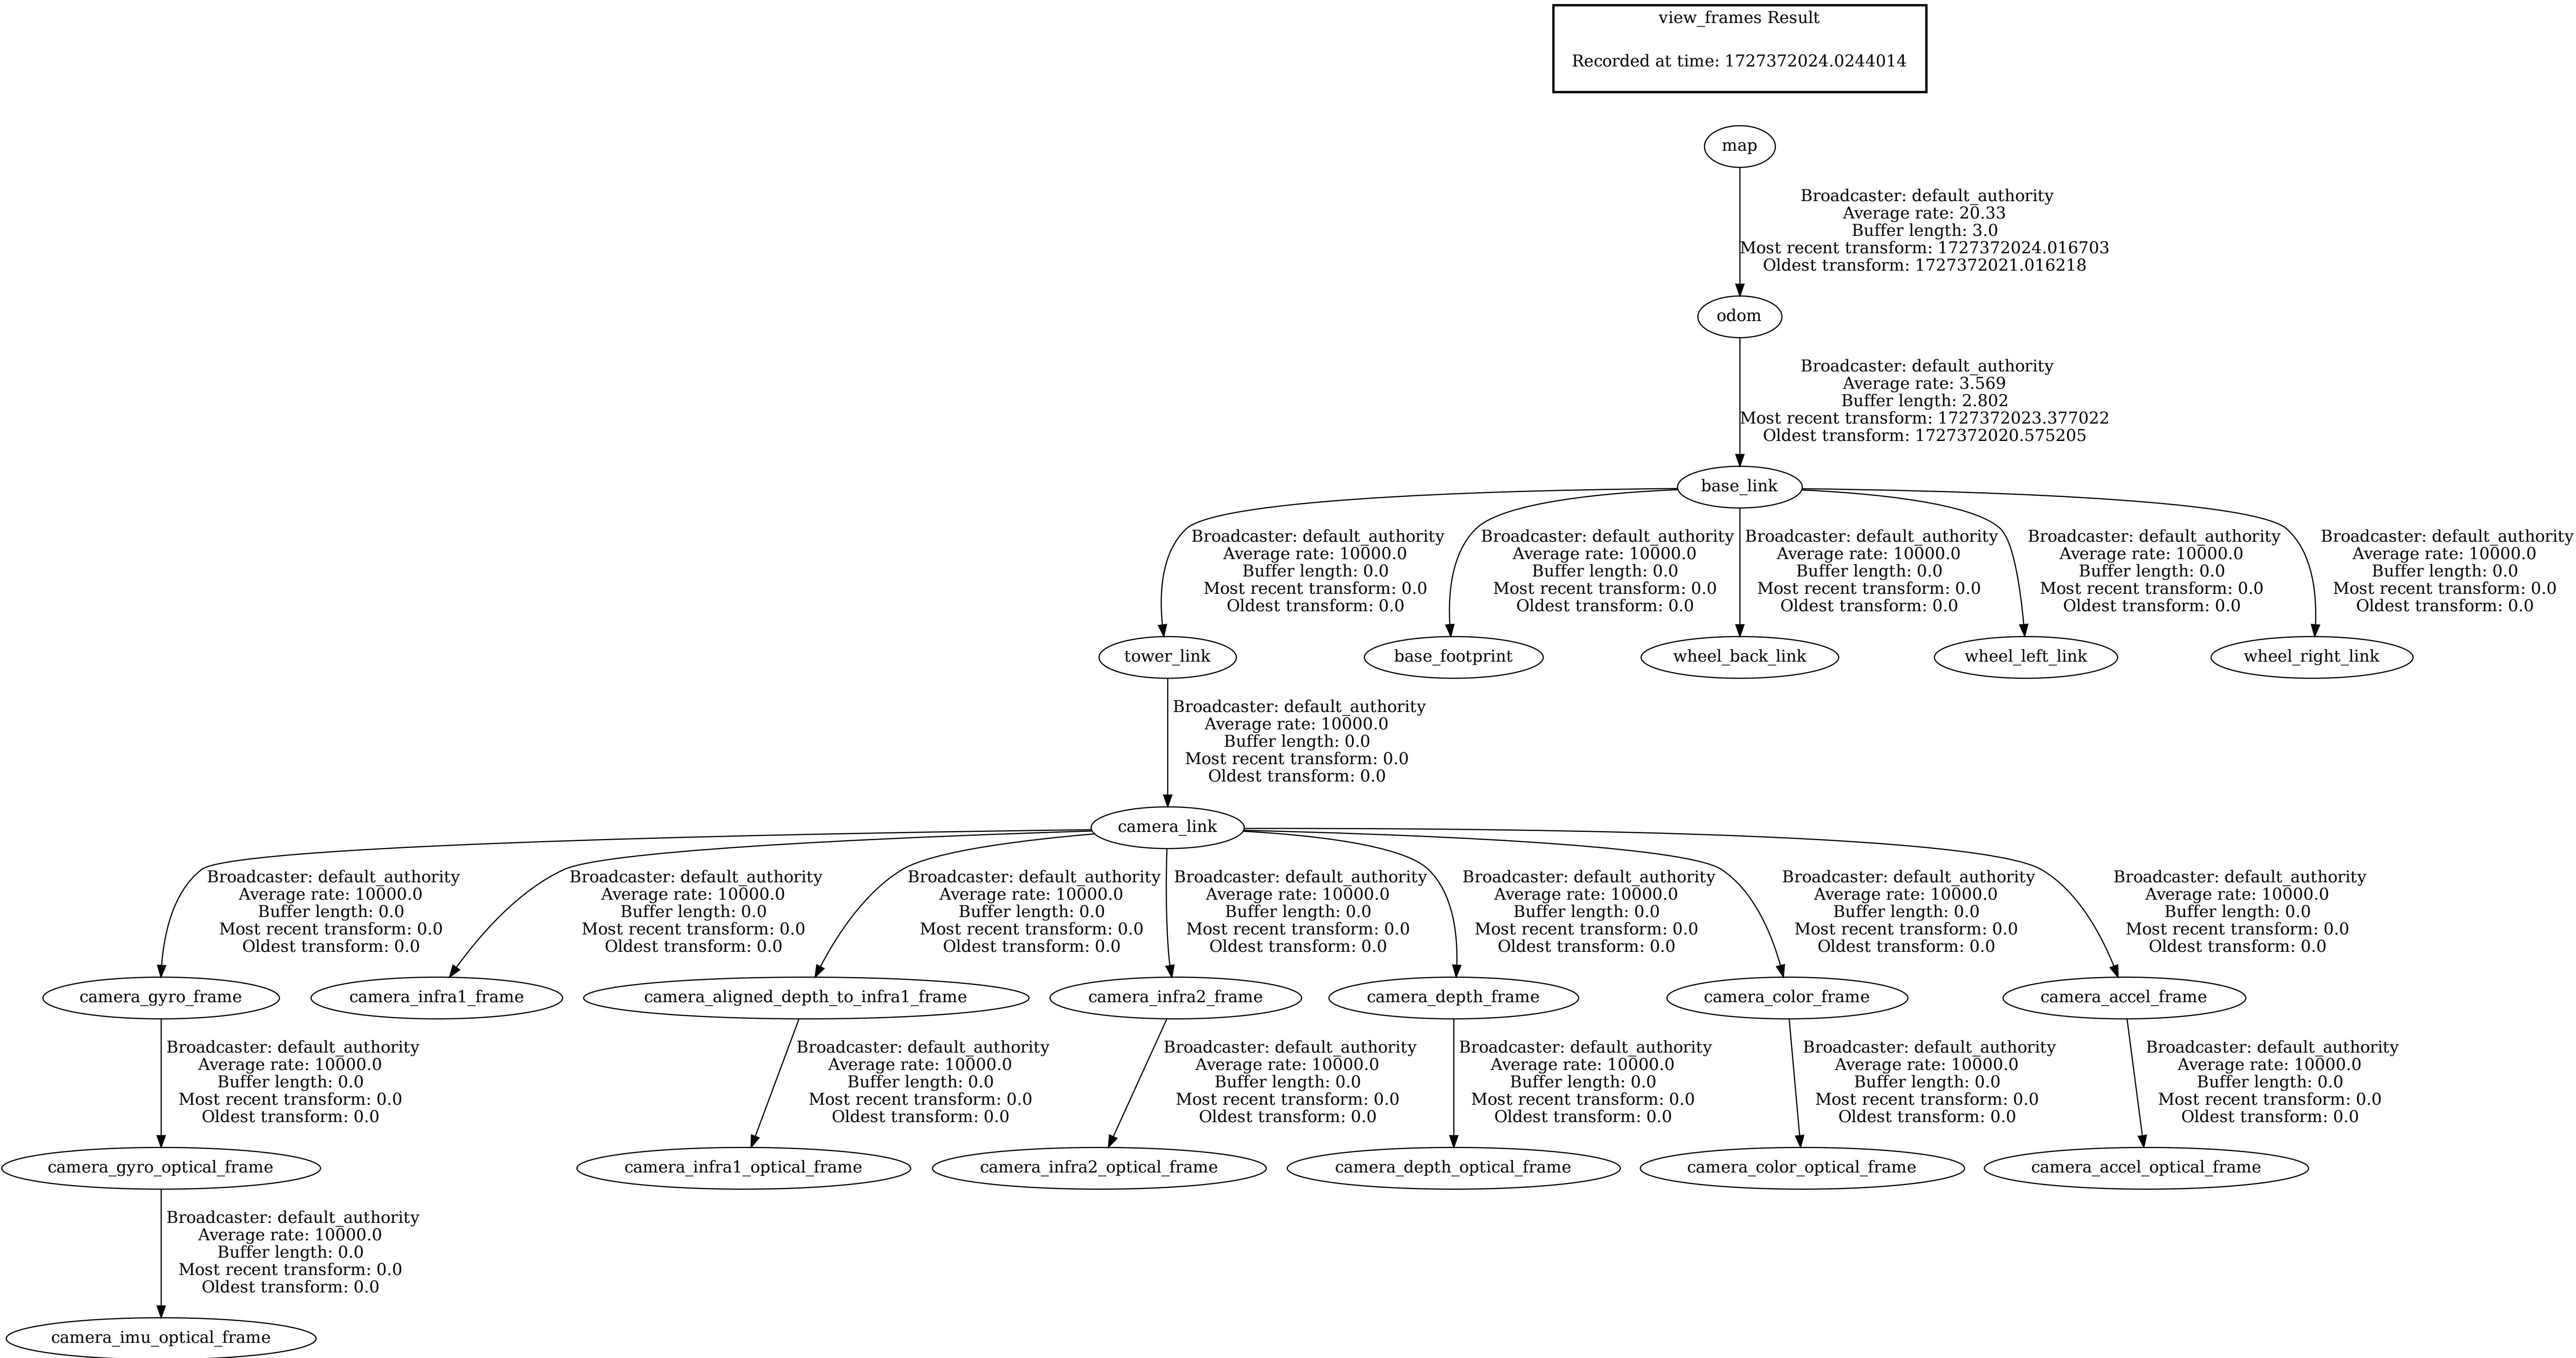 view_frames Result
Recorded at time: 1727372024.0244014
map
Broadcaster: default_authority
Average rate: 20.33
Buffer length: 3.0
Most recent transform: 1727372024.016703
Oldest transform: 1727372021.016218
odom
Broadcaster: default_authority
Average rate: 3.569
Buffer length: 2.802
Most recent transform: 1727372023.377022
Oldest transform: 1727372020.575205
base_link
Broadcaster: default_authority
Average rate: 10000.0
Buffer length: 0.0
Most recent transform: 0.0
Oldest transform: 0.0
Broadcaster: default_authority
Average rate: 10000.0
Buffer length: 0.0
Most recent transform: 0.0
Oldest transform: 0.0
Broadcaster: default_authority
Average rate: 10000.0
Buffer length: 0.0
Most recent transform: 0.0
Oldest transform: 0.0
Broadcaster: default_authority
Average rate: 10000.0
Buffer length: 0.0
Most recent transform: 0.0
Oldest transform: 0.0
Broadcaster: default_authority
Average rate: 10000.0
Buffer length: 0.0
Most recent transform: 0.0
Oldest transform: 0.0
tower_link
base_footprint
wheel_back_link
wheel_left_link
wheel_right_link
Broadcaster: default_authority
Average rate: 10000.0
Buffer length: 0.0
Most recent transform: 0.0
Oldest transform: 0.0
camera_link
Broadcaster: default_authority
Average rate: 10000.0
Buffer length: 0.0
Most recent transform: 0.0
Oldest transform: 0.0
Broadcaster: default_authority
Average rate: 10000.0
Buffer length: 0.0
Most recent transform: 0.0
Oldest transform: 0.0
Broadcaster: default_authority
Average rate: 10000.0
Buffer length: 0.0
Most recent transform: 0.0
Oldest transform: 0.0
Broadcaster: default_authority
Average rate: 10000.0
Buffer length: 0.0
Most recent transform: 0.0
Oldest transform: 0.0
Broadcaster: default_authority
Average rate: 10000.0
Buffer length: 0.0
Most recent transform: 0.0
Oldest transform: 0.0
Broadcaster: default_authority
Average rate: 10000.0
Buffer length: 0.0
Most recent transform: 0.0
Oldest transform: 0.0
Broadcaster: default_authority
Average rate: 10000.0
Buffer length: 0.0
Most recent transform: 0.0
Oldest transform: 0.0
camera_gyro_frame
camera_infra1_frame
camera_aligned_depth_to_infra1_frame
camera_infra2_frame
camera_depth_frame
camera_color_frame
camera_accel_frame
Broadcaster: default_authority
Average rate: 10000.0
Buffer length: 0.0
Most recent transform: 0.0
Oldest transform: 0.0
Broadcaster: default_authority
Average rate: 10000.0
Buffer length: 0.0
Most recent transform: 0.0
Oldest transform: 0.0
Broadcaster: default_authority
Average rate: 10000.0
Buffer length: 0.0
Most recent transform: 0.0
Oldest transform: 0.0
Broadcaster: default_authority
Average rate: 10000.0
Buffer length: 0.0
Most recent transform: 0.0
Oldest transform: 0.0
Broadcaster: default_authority
Average rate: 10000.0
Buffer length: 0.0
Most recent transform: 0.0
Oldest transform: 0.0
Broadcaster: default_authority
Average rate: 10000.0
Buffer length: 0.0
Most recent transform: 0.0
Oldest transform: 0.0
camera_gyro_optical_frame
camera_infra1_optical_frame
camera_infra2_optical_frame
camera_depth_optical_frame
camera_color_optical_frame
camera_accel_optical_frame
Broadcaster: default_authority
Average rate: 10000.0
Buffer length: 0.0
Most recent transform: 0.0
Oldest transform: 0.0
camera_imu_optical_frame